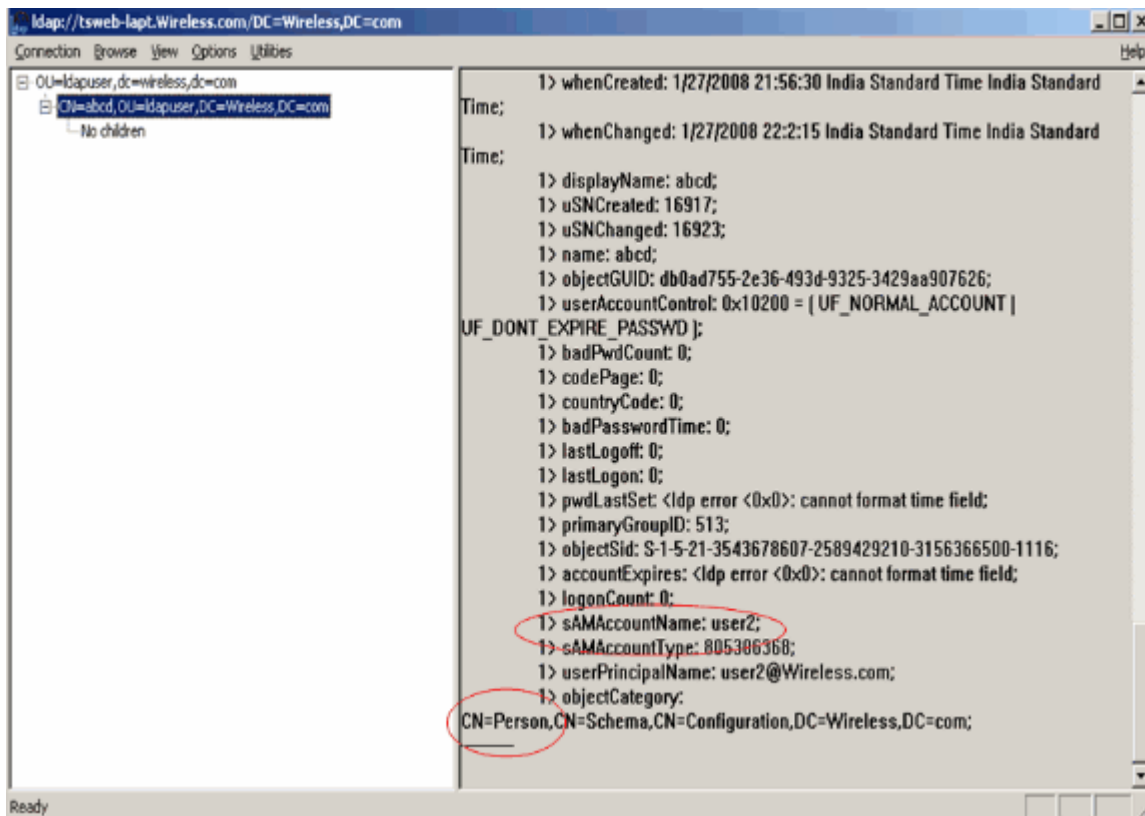 ldap://tsweb-lapt.Wireless.com/DC=Wireless,DC=com
Connection Browse View Options Utilities Help
OU=ldapuser,dc=wireless,dc=com
CN=abcd,OU=ldapuser,DC=Wireless,DC=com
No children
1> whenCreated: 1/27/2008 21:56:30 India Standard Time India Standard
Time;
1> whenChanged: 1/27/2008 22:2:15 India Standard Time India Standard
Time;
1> displayName: abcd;
1> uSNCreated: 16917;
1> uSNChanged: 16923;
1> name: abcd;
1> objectGUID: db0ad755-2e36-493d-9325-3429aa907626;
1> userAccountControl: 0x10200 = ( UF_NORMAL_ACCOUNT |
UF_DONT_EXPIRE_PASSWD );
1> badPwdCount: 0;
1> codePage: 0;
1> countryCode: 0;
1> badPasswordTime: 0;
1> lastLogoff: 0;
1> lastLogon: 0;
1> pwdLastSet: <ldp error <0x0>: cannot format time field;
1> primaryGroupID: 513;
1> objectSid: S-1-5-21-3543678607-2589429210-3156366500-1116;
1> accountExpires: <ldp error <0x0>: cannot format time field;
1> logonCount: 0;
1> sAMAccountName: user2;
1> sAMAccountType: 805306368;
1> userPrincipalName: user2@Wireless.com;
1> objectCategory:
CN=Person,CN=Schema,CN=Configuration,DC=Wireless,DC=com;
Ready